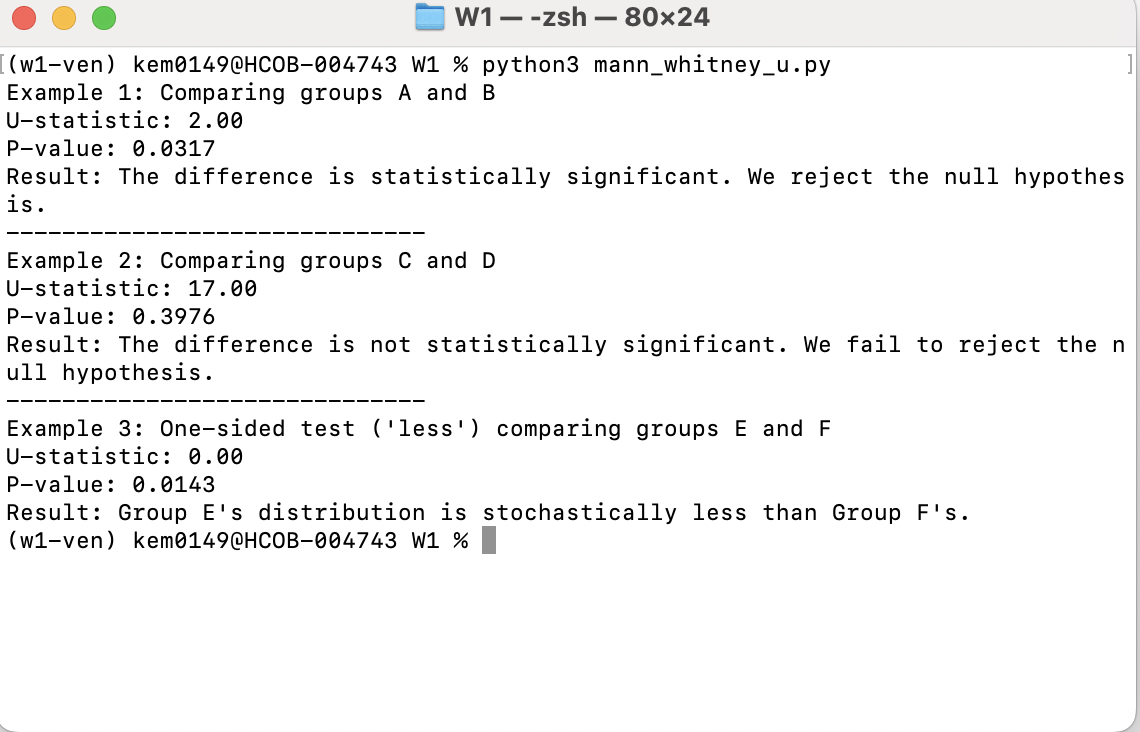 W1 — -zsh — 80×24
[(w1-ven) kem0149@HCOB-004743 W1 % python3 mann_whitney_u.py ]
Example 1: Comparing groups A and B
U-statistic: 2.00
P-value: 0.0317
Result: The difference is statistically significant. We reject the null hypothes
is.
------------------------------
Example 2: Comparing groups C and D
U-statistic: 17.00
P-value: 0.3976
Result: The difference is not statistically significant. We fail to reject the n
ull hypothesis.
------------------------------
Example 3: One-sided test ('less') comparing groups E and F
U-statistic: 0.00
P-value: 0.0143
Result: Group E's distribution is stochastically less than Group F's.
(w1-ven) kem0149@HCOB-004743 W1 %